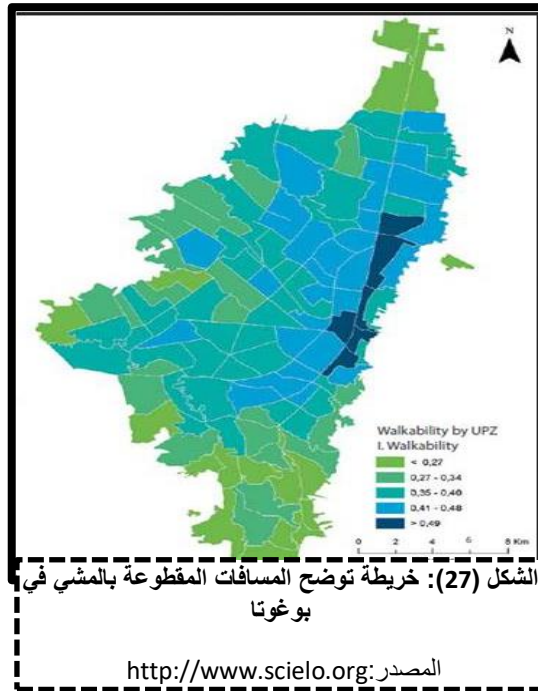 N
Walkability by UPZ
I. Walkability
< 0,27
0,27 - 0,34
0,35 - 0,40
0,41 - 0,48
> 0,49
0 2 4 6 8 Km
الشكل (27): خريطة توضح المسافات المقطوعة بالمشي في
بوغوتا
المصدر:http://www.scielo.org